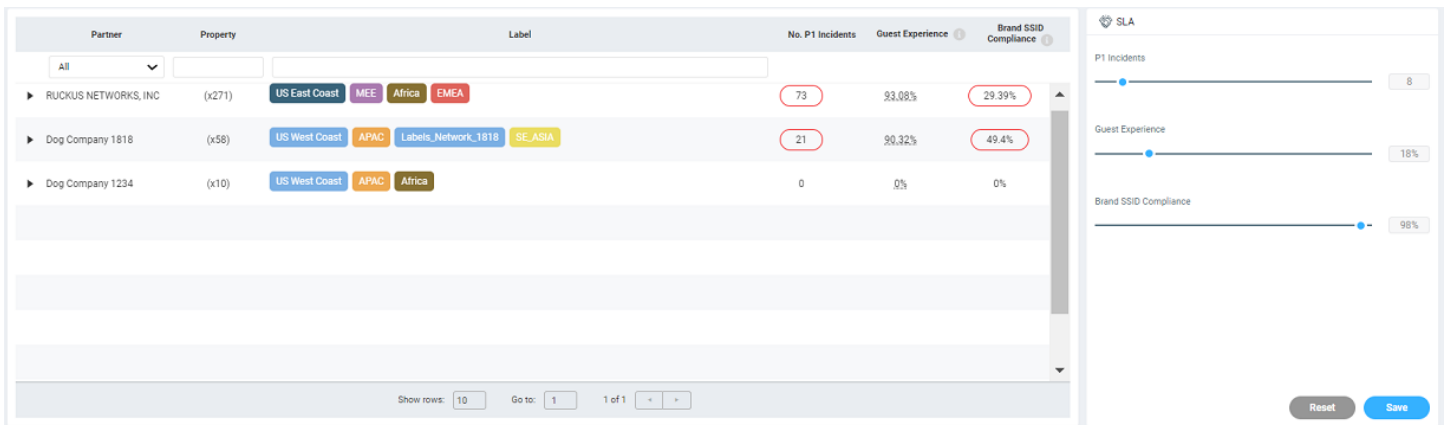 Partner Property Label No. P1 Incidents Guest Experience Brand SSID Compliance
All
RUCKUS NETWORKS, INC (x271) US East Coast MEE Africa EMEA 73 93.08% 29.39%
Dog Company 1818 (x58) US West Coast APAC Labels_Network_1818 SE_ASIA 21 90.32% 49.4%
Dog Company 1234 (x10) US West Coast APAC Africa 0 0% 0%
Show rows: 10 Go to: 1 1 of 1
SLA
P1 Incidents
8
Guest Experience
18%
Brand SSID Compliance
98%
Reset Save